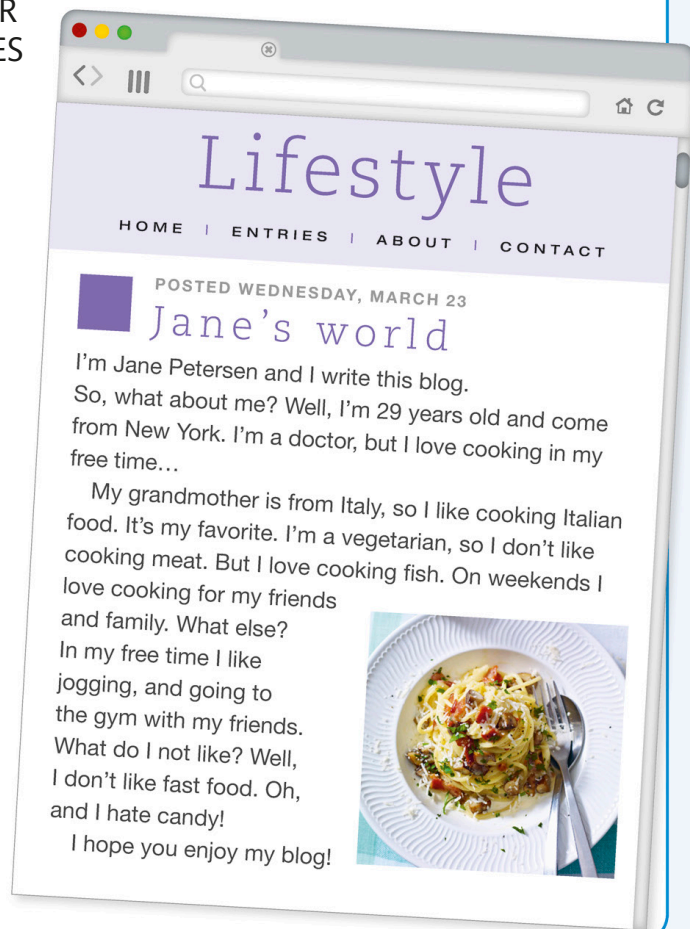 R
ES
Lifestyle
HOME | ENTRIES | ABOUT | CONTACT
POSTED WEDNESDAY, MARCH 23
Jane's world
I'm Jane Petersen and I write this blog.
So, what about me? Well, I'm 29 years old and come
from New York. I'm a doctor, but I love cooking in my
free time…
My grandmother is from Italy, so I like cooking Italian
food. It's my favorite. I'm a vegetarian, so I don't like
cooking meat. But I love cooking fish. On weekends I
love cooking for my friends
and family. What else?
In my free time I like
jogging, and going to
the gym with my friends.
What do I not like? Well,
I don't like fast food. Oh,
and I hate candy!
I hope you enjoy my blog!